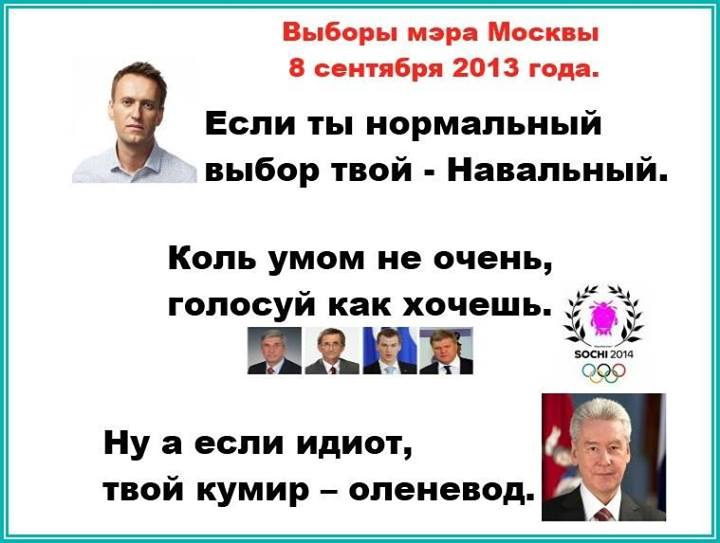 Выборы мэра Москвы
8 сентября 2013 года.
Если ты нормальный
выбор твой - Навальный.
Коль умом не очень,
голосуй как хочешь.
SOCHI 2014
Ну а если идиот,
твой кумир – оленевод.